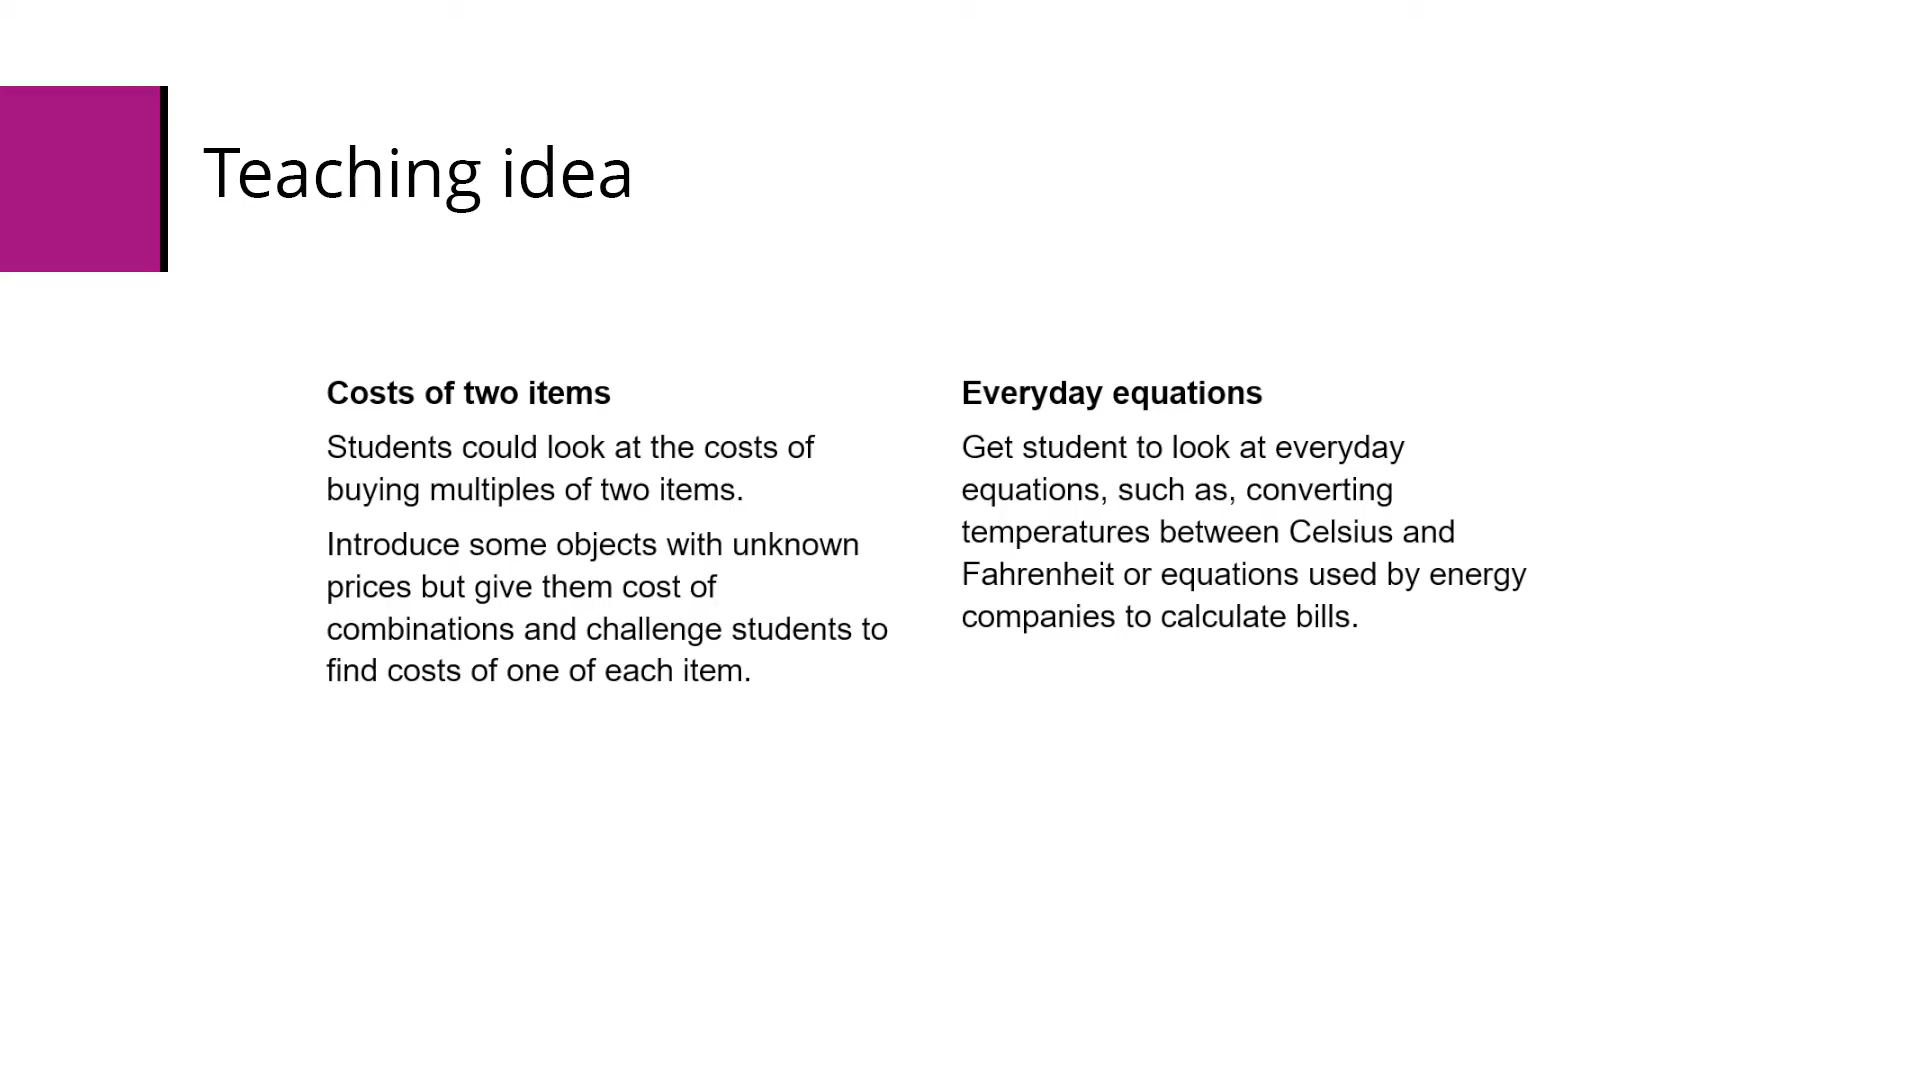 Teaching idea
Costs of two items
Students could look at the costs of
buying multiples of two items.
Introduce some objects with unknown
prices but give them cost of
combinations and challenge students to
find costs of one of each item.
Everyday equations
Get student to look at everyday
equations, such as, converting
temperatures between Celsius and
Fahrenheit or equations used by energy
companies to calculate bills.